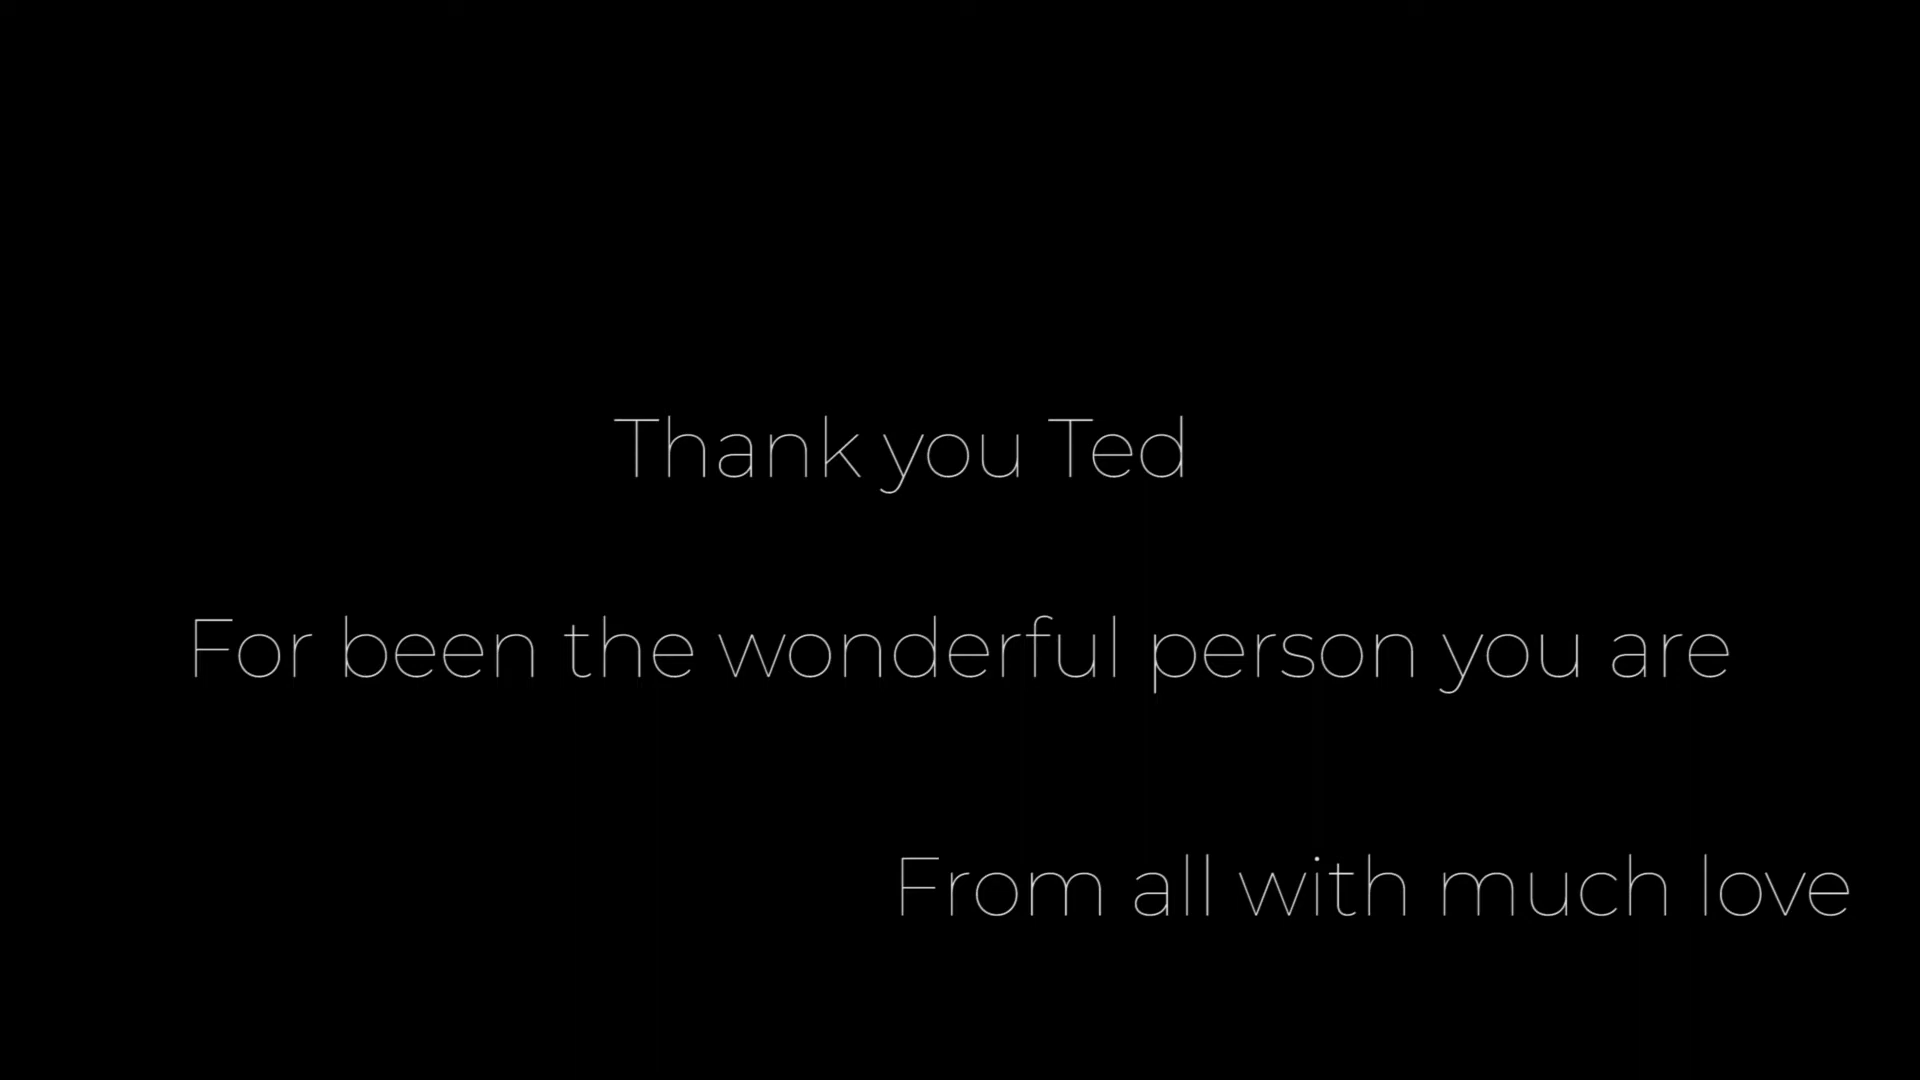 Thank you Ted
For been the wonderful person you are
From all with much love